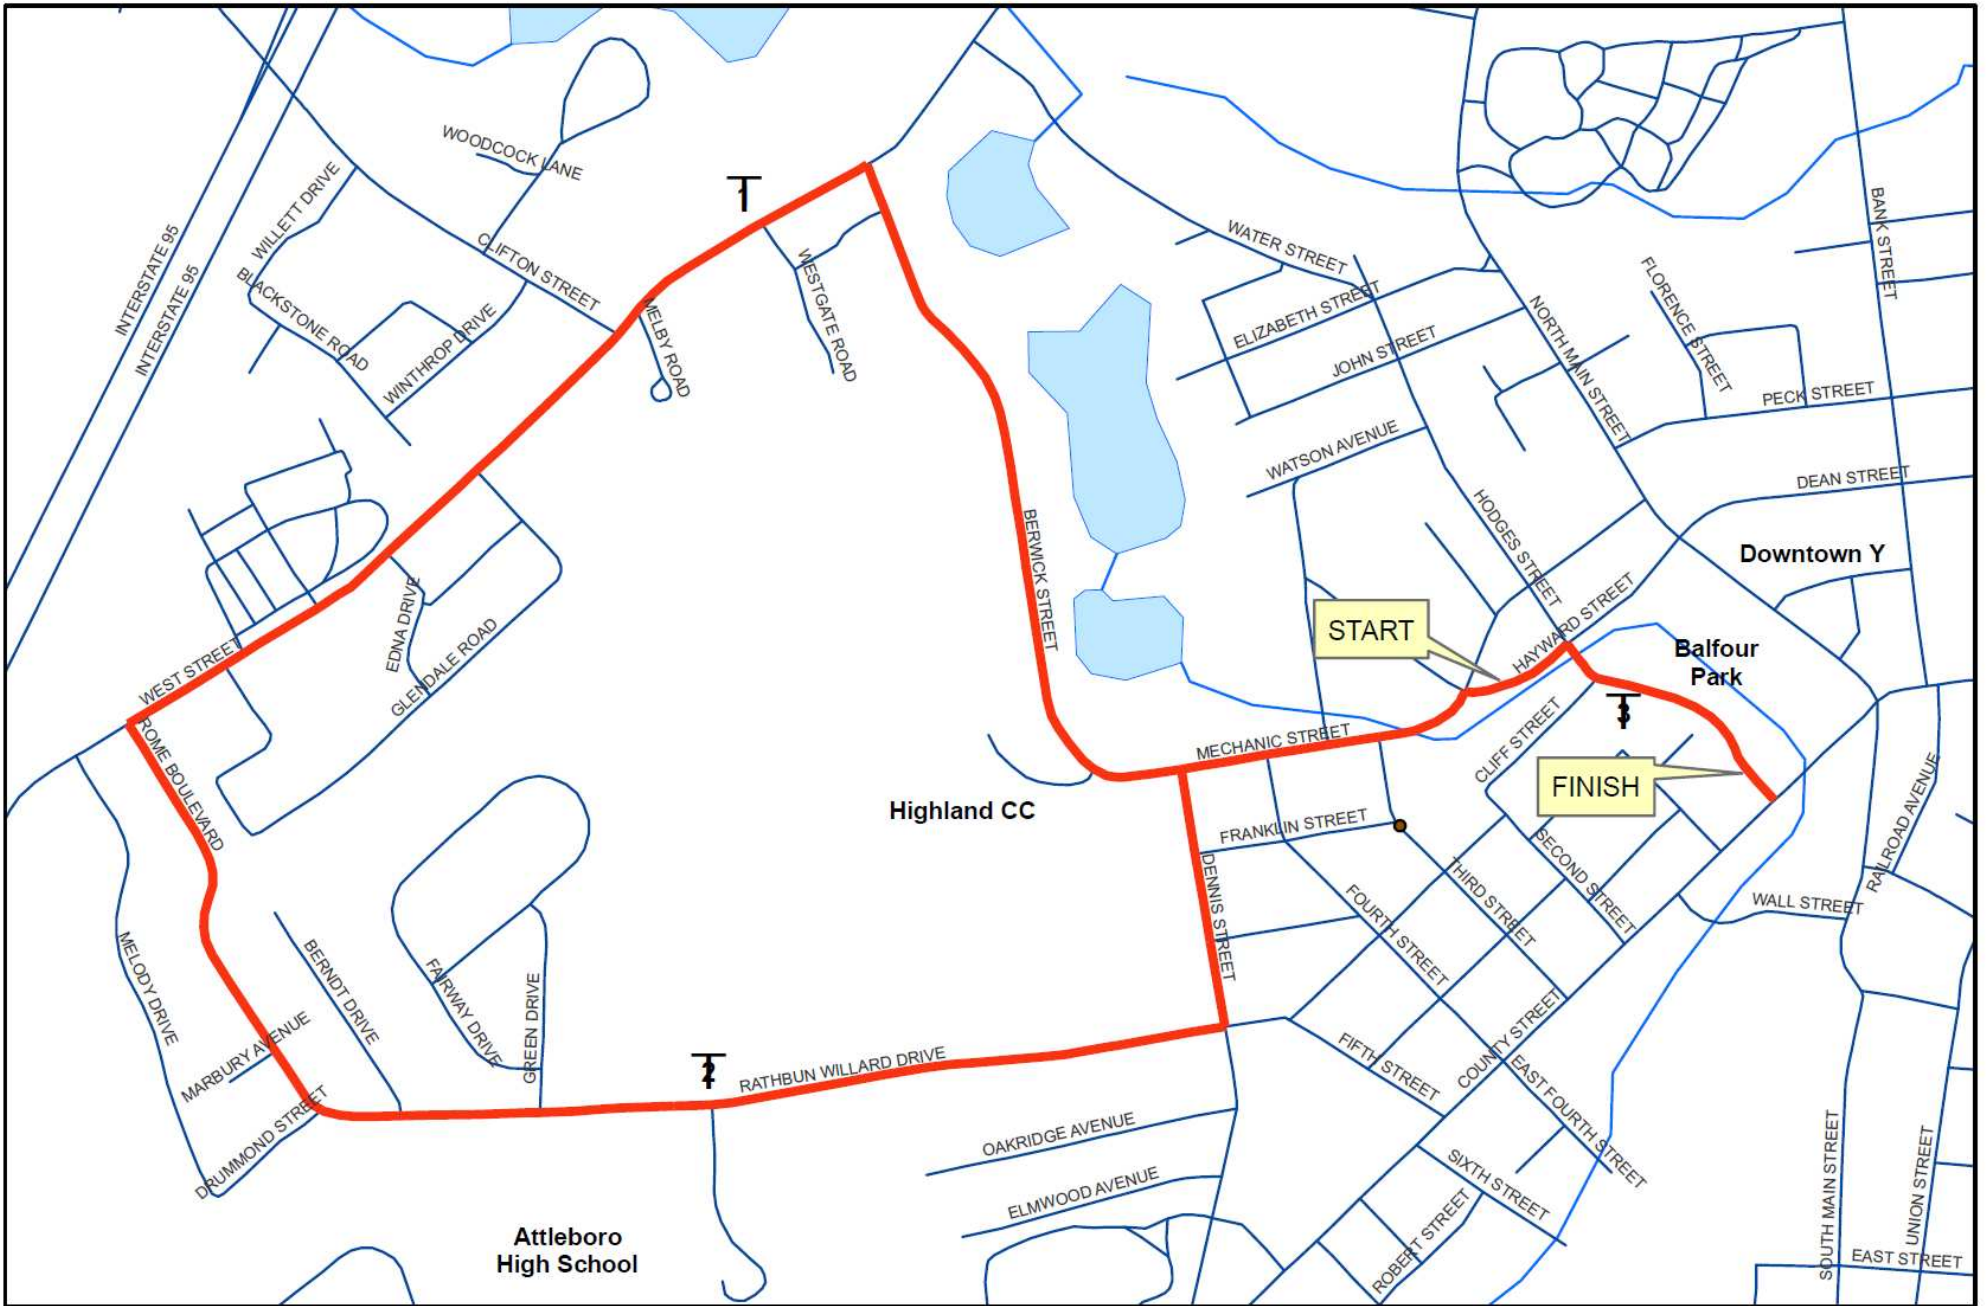 WOODCOCK LANE
WILLETT DRIVE
1
CLIFTON STREET
INTERSTATE 95
INTERSTATE 95
BLACKSTONE ROAD
WINTHROP DRIVE
MELBY ROAD
WESTGATE ROAD
WATER STREET
BANK STREET
ELIZABETH STREET
JOHN STREET
NORTH MAIN STREET
FLORENCE STREET
PECK STREET
WATSON AVENUE
DEAN STREET
HODGES STREET
BERWICK STREET
Downtown Y
EDNA DRIVE
GLENDALE ROAD
WEST STREET
START
HAYWARD STREET
Balfour
Park
3
ROME BOULEVARD
MECHANIC STREET
CLIFF STREET
FINISH
Highland CC
FRANKLIN STREET
DENNIS STREET
SECOND STREET
THIRD STREET
FOURTH STREET
RAILROAD AVENUE
WALL STREET
MELODY DRIVE
BERNDT DRIVE
FAIRWAY DRIVE
GREEN DRIVE
MARBURY AVENUE
DRUMMOND STREET
2
RATHBUN WILLARD DRIVE
FIFTH STREET
COUNTY STREET
EAST FOURTH STREET
OAKRIDGE AVENUE
ELMWOOD AVENUE
SIXTH STREET
ROBERT STREET
SOUTH MAIN STREET
UNION STREET
EAST STREET
Attleboro
High School